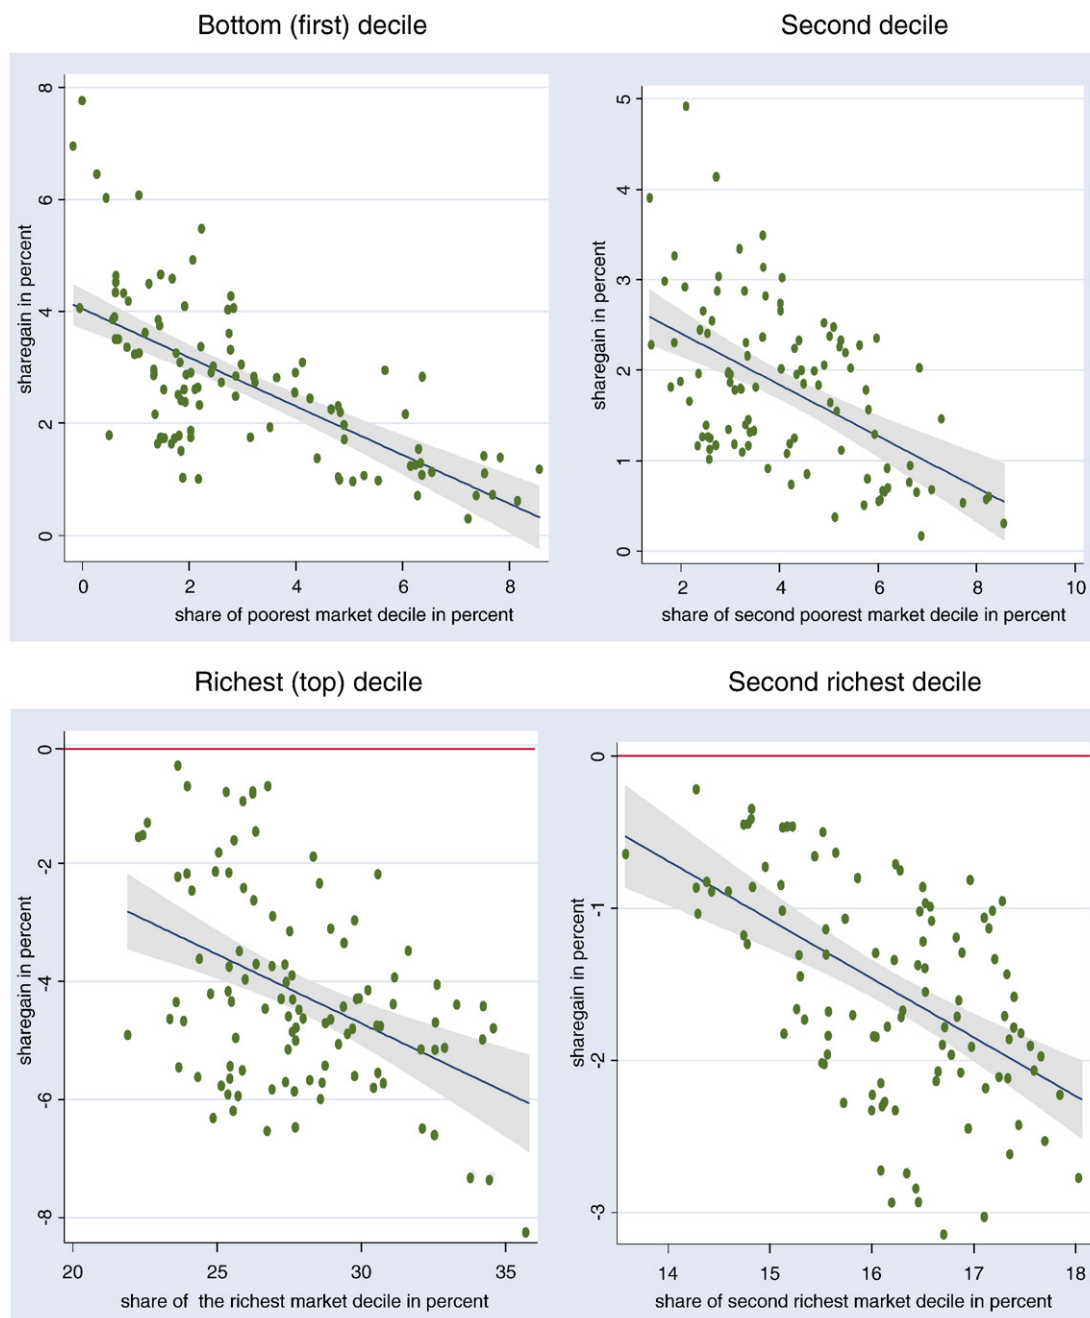 Bottom (first) decile
Second decile
sharegain in percent
8
6
4
2
0
0 2 4 6 8
share of poorest market decile in percent
sharegain in percent
5
4
3
2
1
0
2 4 6 8 10
share of second poorest market decile in percent
Richest (top) decile
Second richest decile
sharegain in percent
0
-2
-4
-6
-8
20 25 30 35
share of the richest market decile in percent
sharegain in percent
0
-1
-2
-3
14 15 16 17 18
share of second richest market decile in percent